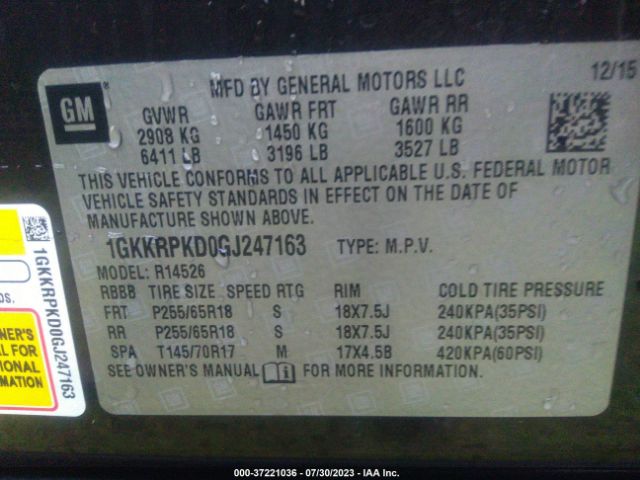 MFD BY GENERAL MOTORS LLC 12/15
GM ®
GVWR GAWR FRT GAWR RR
2908 KG 1450 KG 1600 KG
6411 LB 3196 LB 3527 LB
THIS VEHICLE CONFORMS TO ALL APPLICABLE U.S. FEDERAL MOTOR
VEHICLE SAFETY STANDARDS IN EFFECT ON THE DATE OF
MANUFACTURE SHOWN ABOVE.
1GKKRPKD0GJ247163 TYPE: M.P.V.
MODEL: R14526
RBBB TIRE SIZE SPEED RTG RIM COLD TIRE PRESSURE
FRT P255/65R18 S 18X7.5J 240KPA(35PSI)
RR P255/65R18 S 18X7.5J 240KPA(35PSI)
SPA T145/70R17 M 17X4.5B 420KPA(60PSI)
SEE OWNER'S MANUAL i FOR MORE INFORMATION.
1GKKRPKD0GJ247163
DS.
WNER'S
AL FOR
TIONAL
RMATION
000-37221036 - 07/30/2023 - IAA Inc.